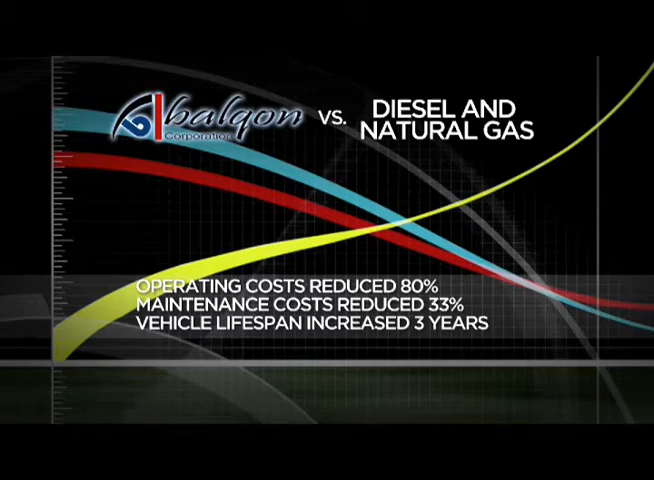 balqon
Corporation
VS.
DIESEL AND
NATURAL GAS
OPERATING COSTS REDUCED 80%
MAINTENANCE COSTS REDUCED 33%
VEHICLE LIFESPAN INCREASED 3 YEARS